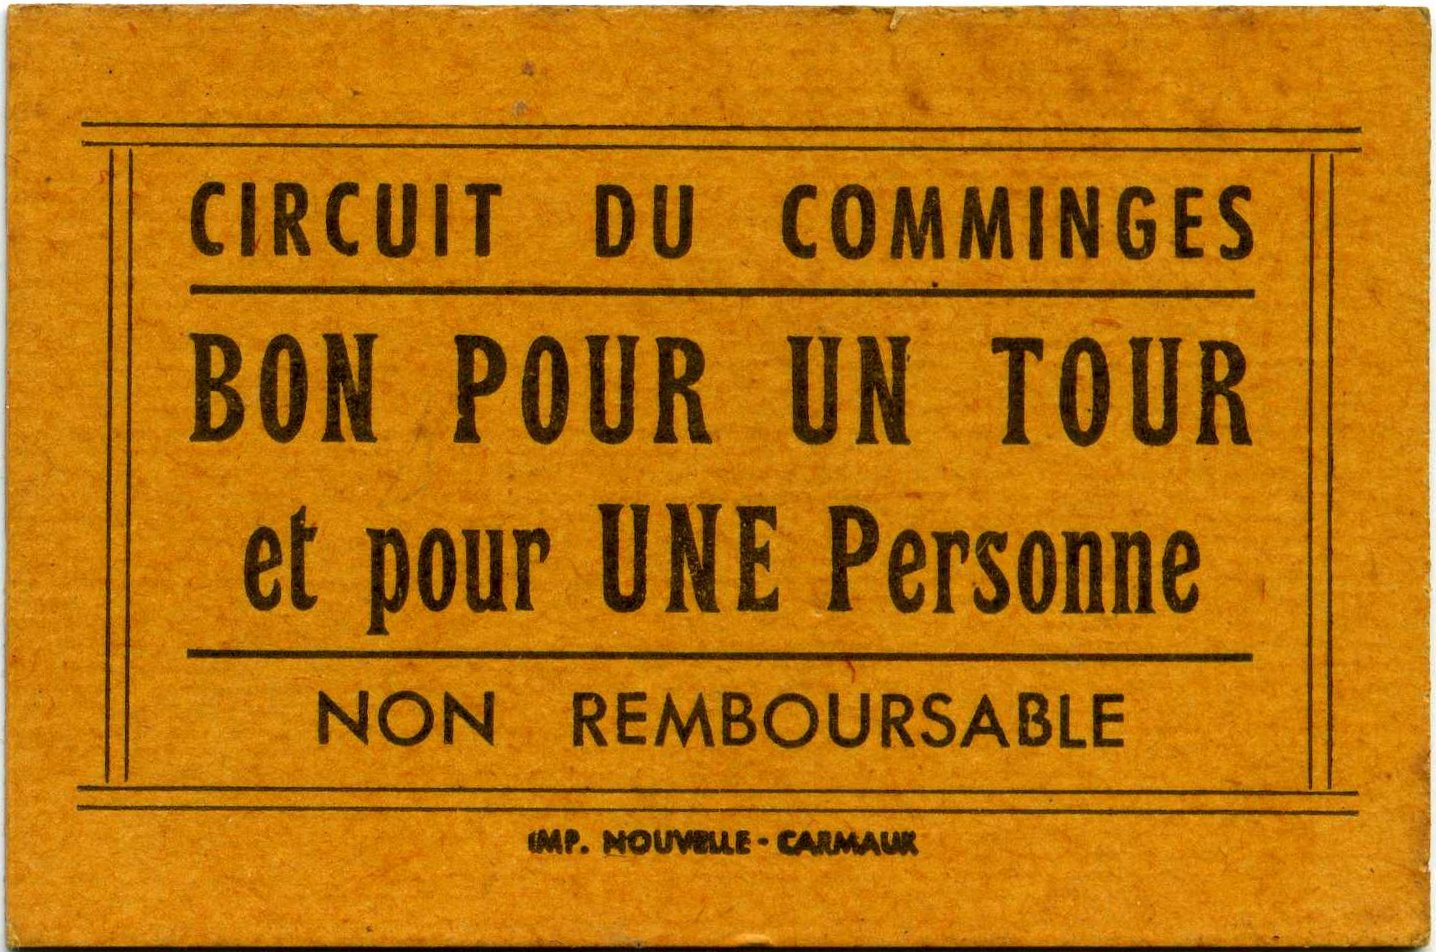 CIRCUIT DU COMMINGES
BON POUR UN TOUR
et pour UNE Personne
NON REMBOURSABLE
IMP. NOUVELLE - CARMAUX